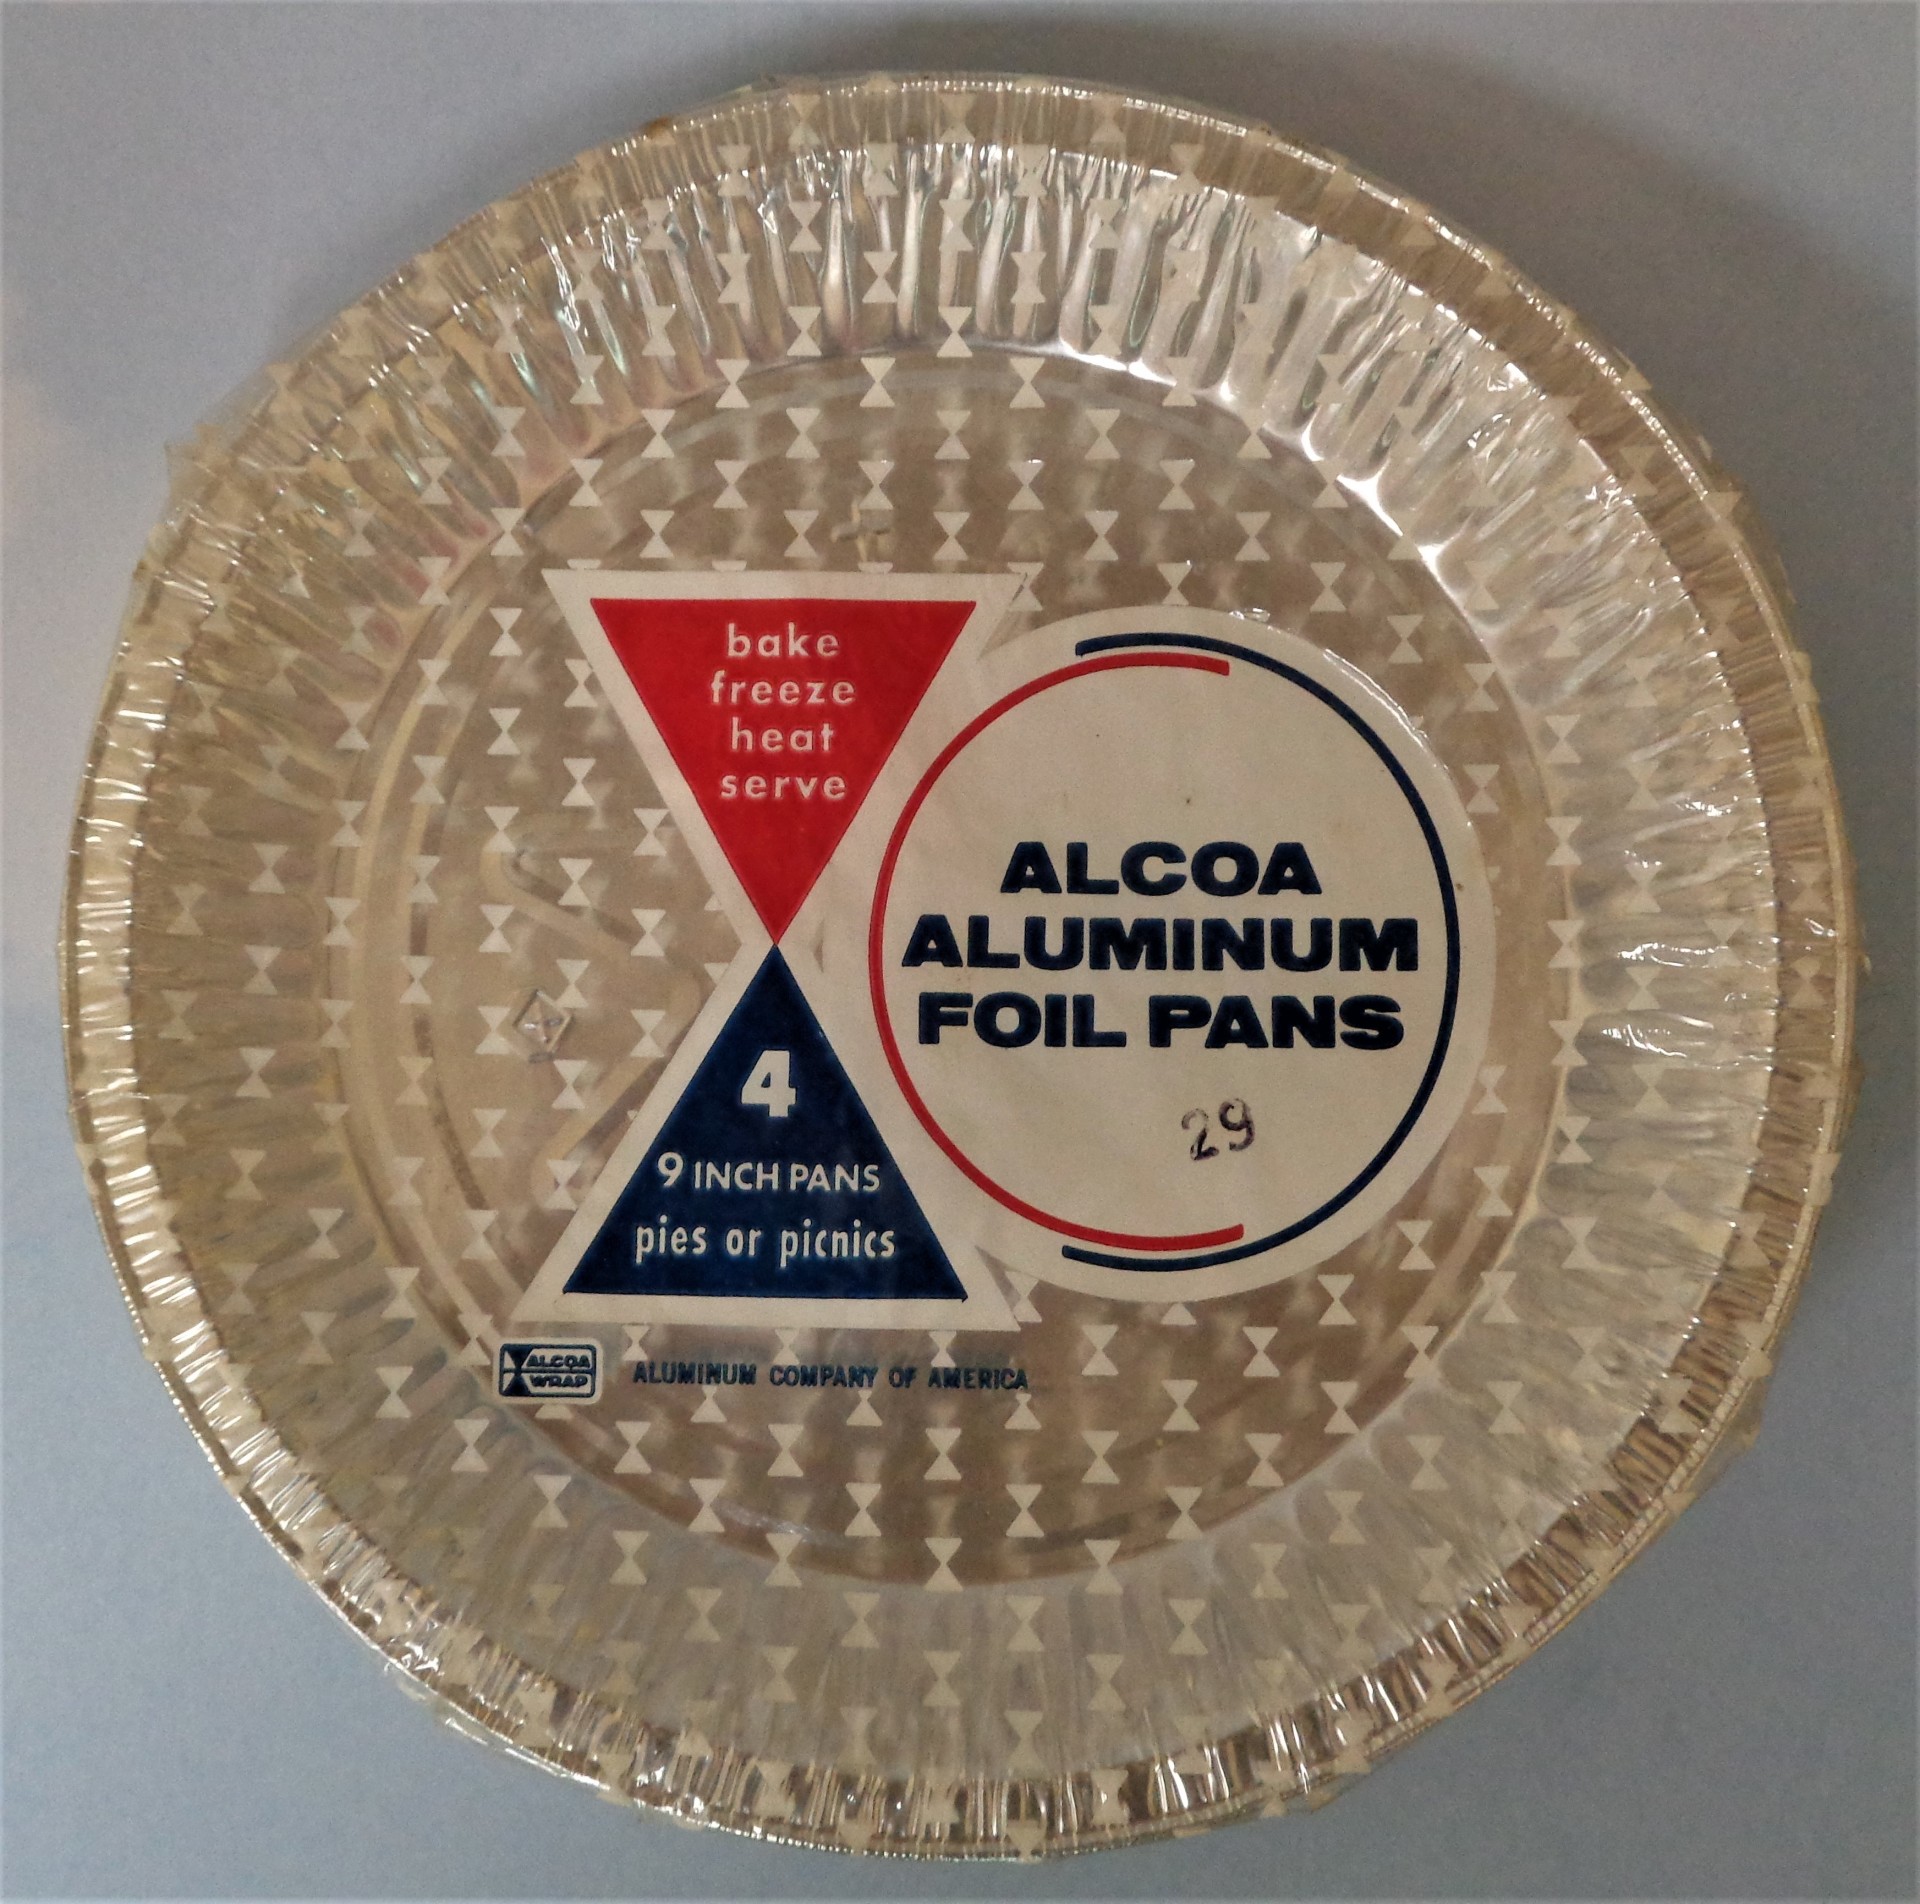 bake
freeze
heat
serve
4
9 INCH PANS
pies or picnics
ALCOA
ALUMINUM
FOIL PANS
29
ALCOA
WRAP
ALUMINUM COMPANY OF AMERICA